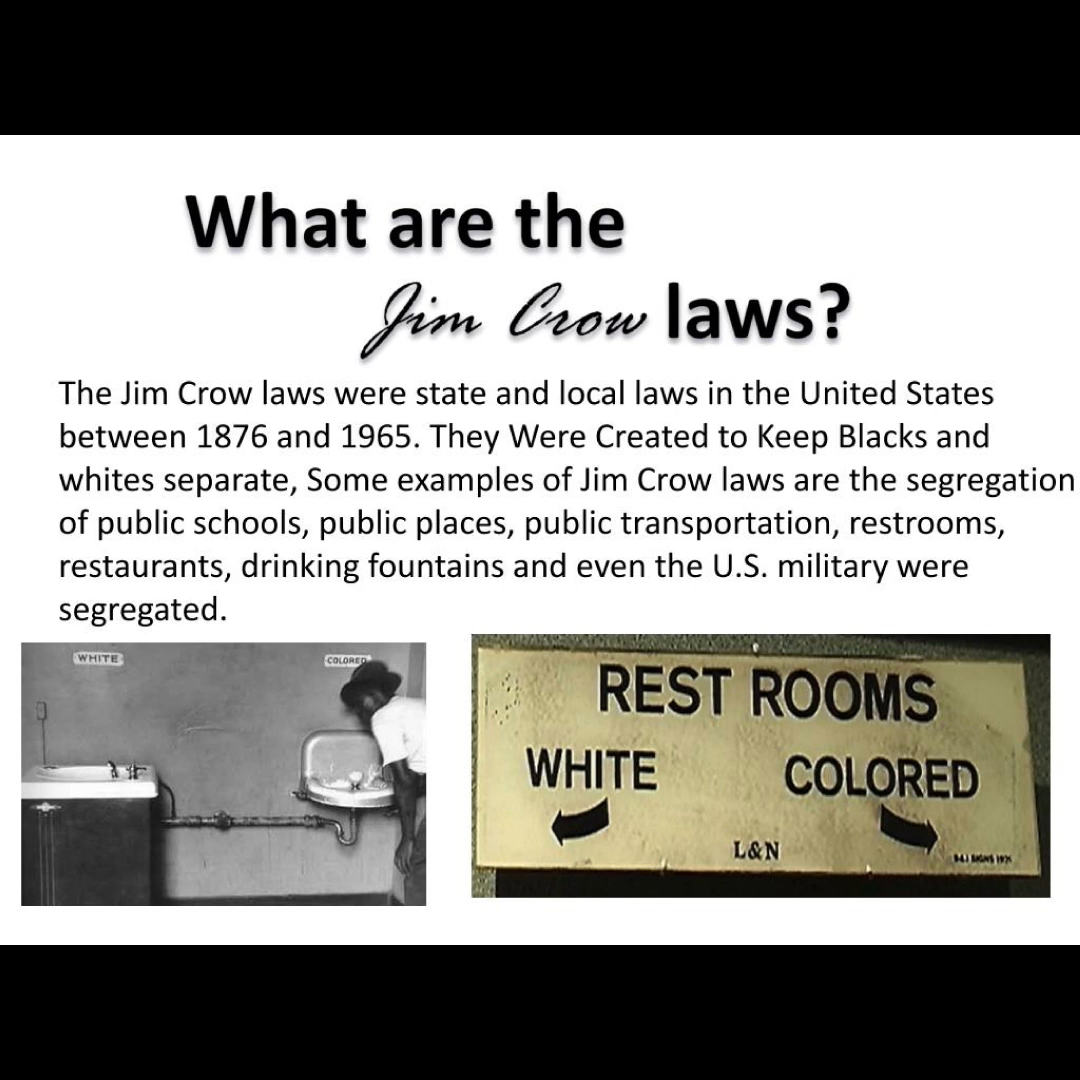 What are the
Jim Crow laws?
The Jim Crow laws were state and local laws in the United States
between 1876 and 1965. They Were Created to Keep Blacks and
whites separate, Some examples of Jim Crow laws are the segregation
of public schools, public places, public transportation, restrooms,
restaurants, drinking fountains and even the U.S. military were
segregated.
WHITE
COLORED
REST ROOMS
WHITE
COLORED
L&N